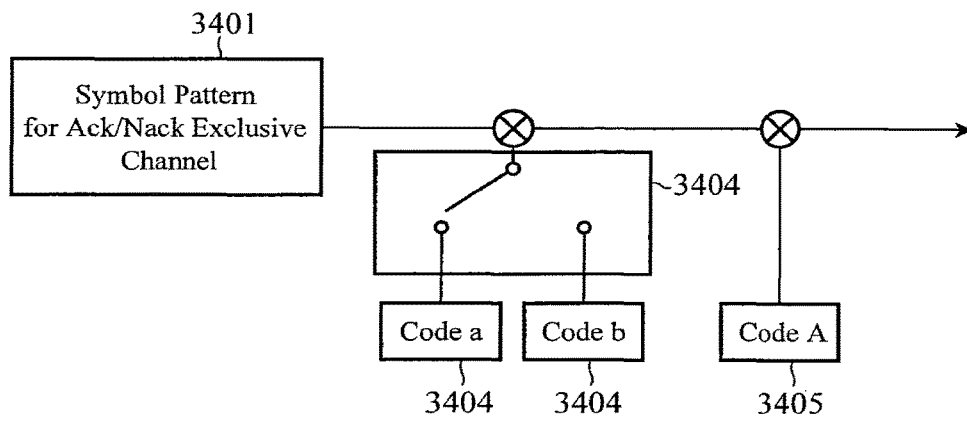 3401
Symbol Pattern
for Ack/Nack Exclusive
Channel
3404
Code a
Code b
Code A
3404
3404
3405